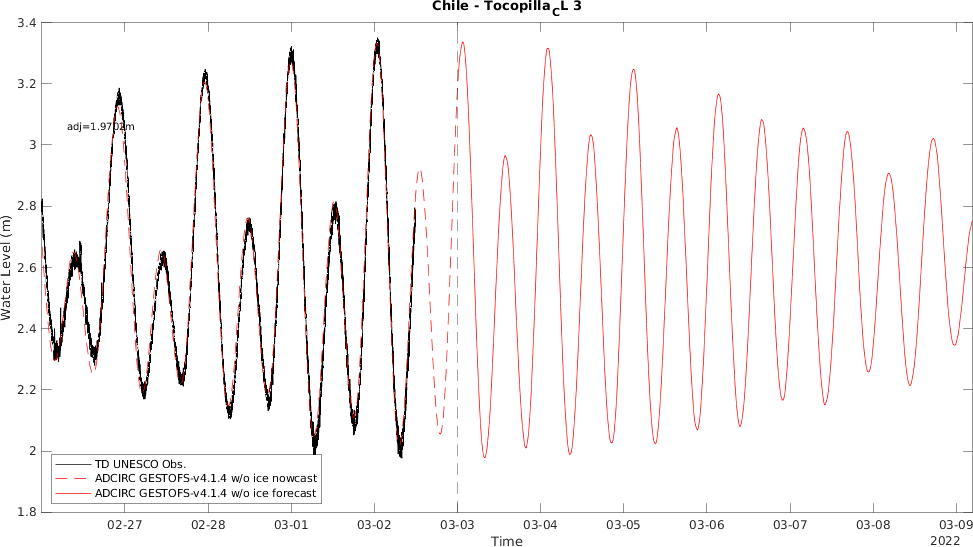 Chile - Tocopilla_CL 3
Water Level (m)
3.4
3.2
3
2.8
2.6
2.4
2.2
2
1.8
adj=1.9702m
TD UNESCO Obs.
ADCIRC GESTOFS-v4.1.4 w/o ice nowcast
ADCIRC GESTOFS-v4.1.4 w/o ice forecast
02-27 02-28 03-01 03-02 03-03 03-04 03-05 03-06 03-07 03-08 03-09
Time
2022